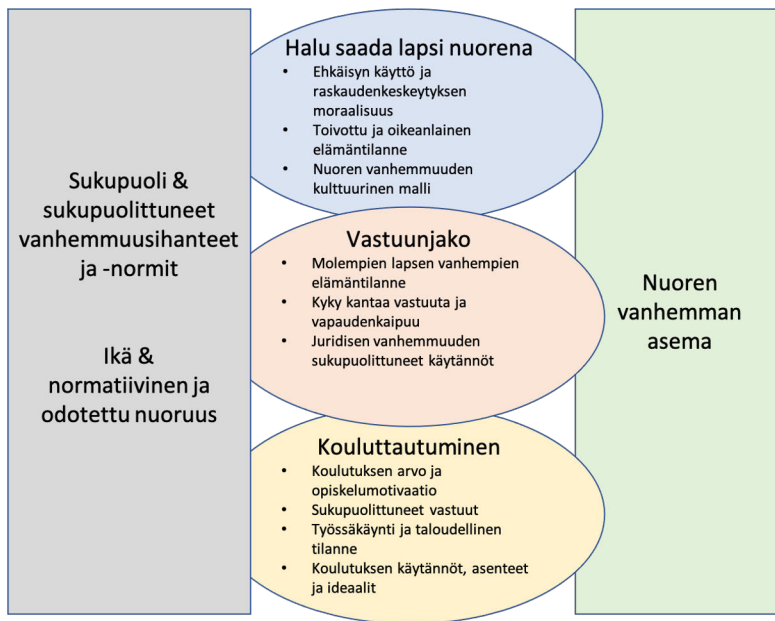 Sukupuoli &
sukupuolittuneet
vanhemmuusihanteet
ja -normit
Ikä &
normatiivinen ja
odotettu nuoruus
Halu saada lapsi nuorena
• Ehkäisyn käyttö ja
raskaudenkeskeytyksen
moraalisuus
• Toivottu ja oikeanlainen
elämäntilanne
• Nuoren vanhemmuuden
kulttuurinen malli
Vastuunjako
• Molempien lapsen vanhempien
elämäntilanne
• Kyky kantaa vastuuta ja
vapaudenkaipuu
• Juridisen vanhemmuuden
sukupuolittuneet käytännöt
Kouluttautuminen
• Koulutuksen arvo ja
opiskelumotivaatio
• Sukupuolittuneet vastuut
• Työssäkäynti ja taloudellinen
tilanne
• Koulutuksen käytännöt, asenteet
ja ideaalit
Nuoren
vanhemman
asema